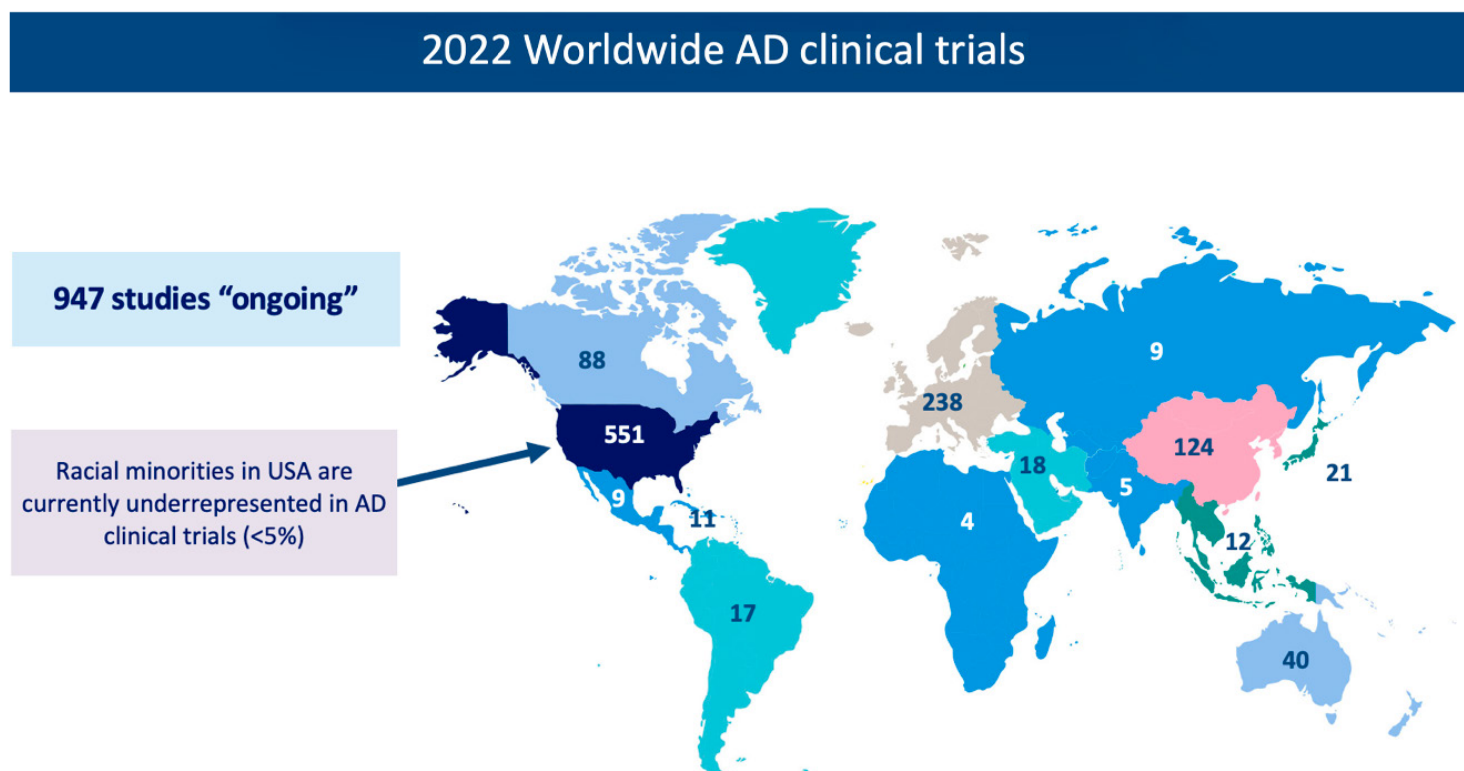 2022 Worldwide AD clinical trials
947 studies “ongoing”
Racial minorities in USA are
currently underrepresented in AD
clinical trials (<5%)
88
551
9
11
17
238
18
4
9
5
124
21
12
40